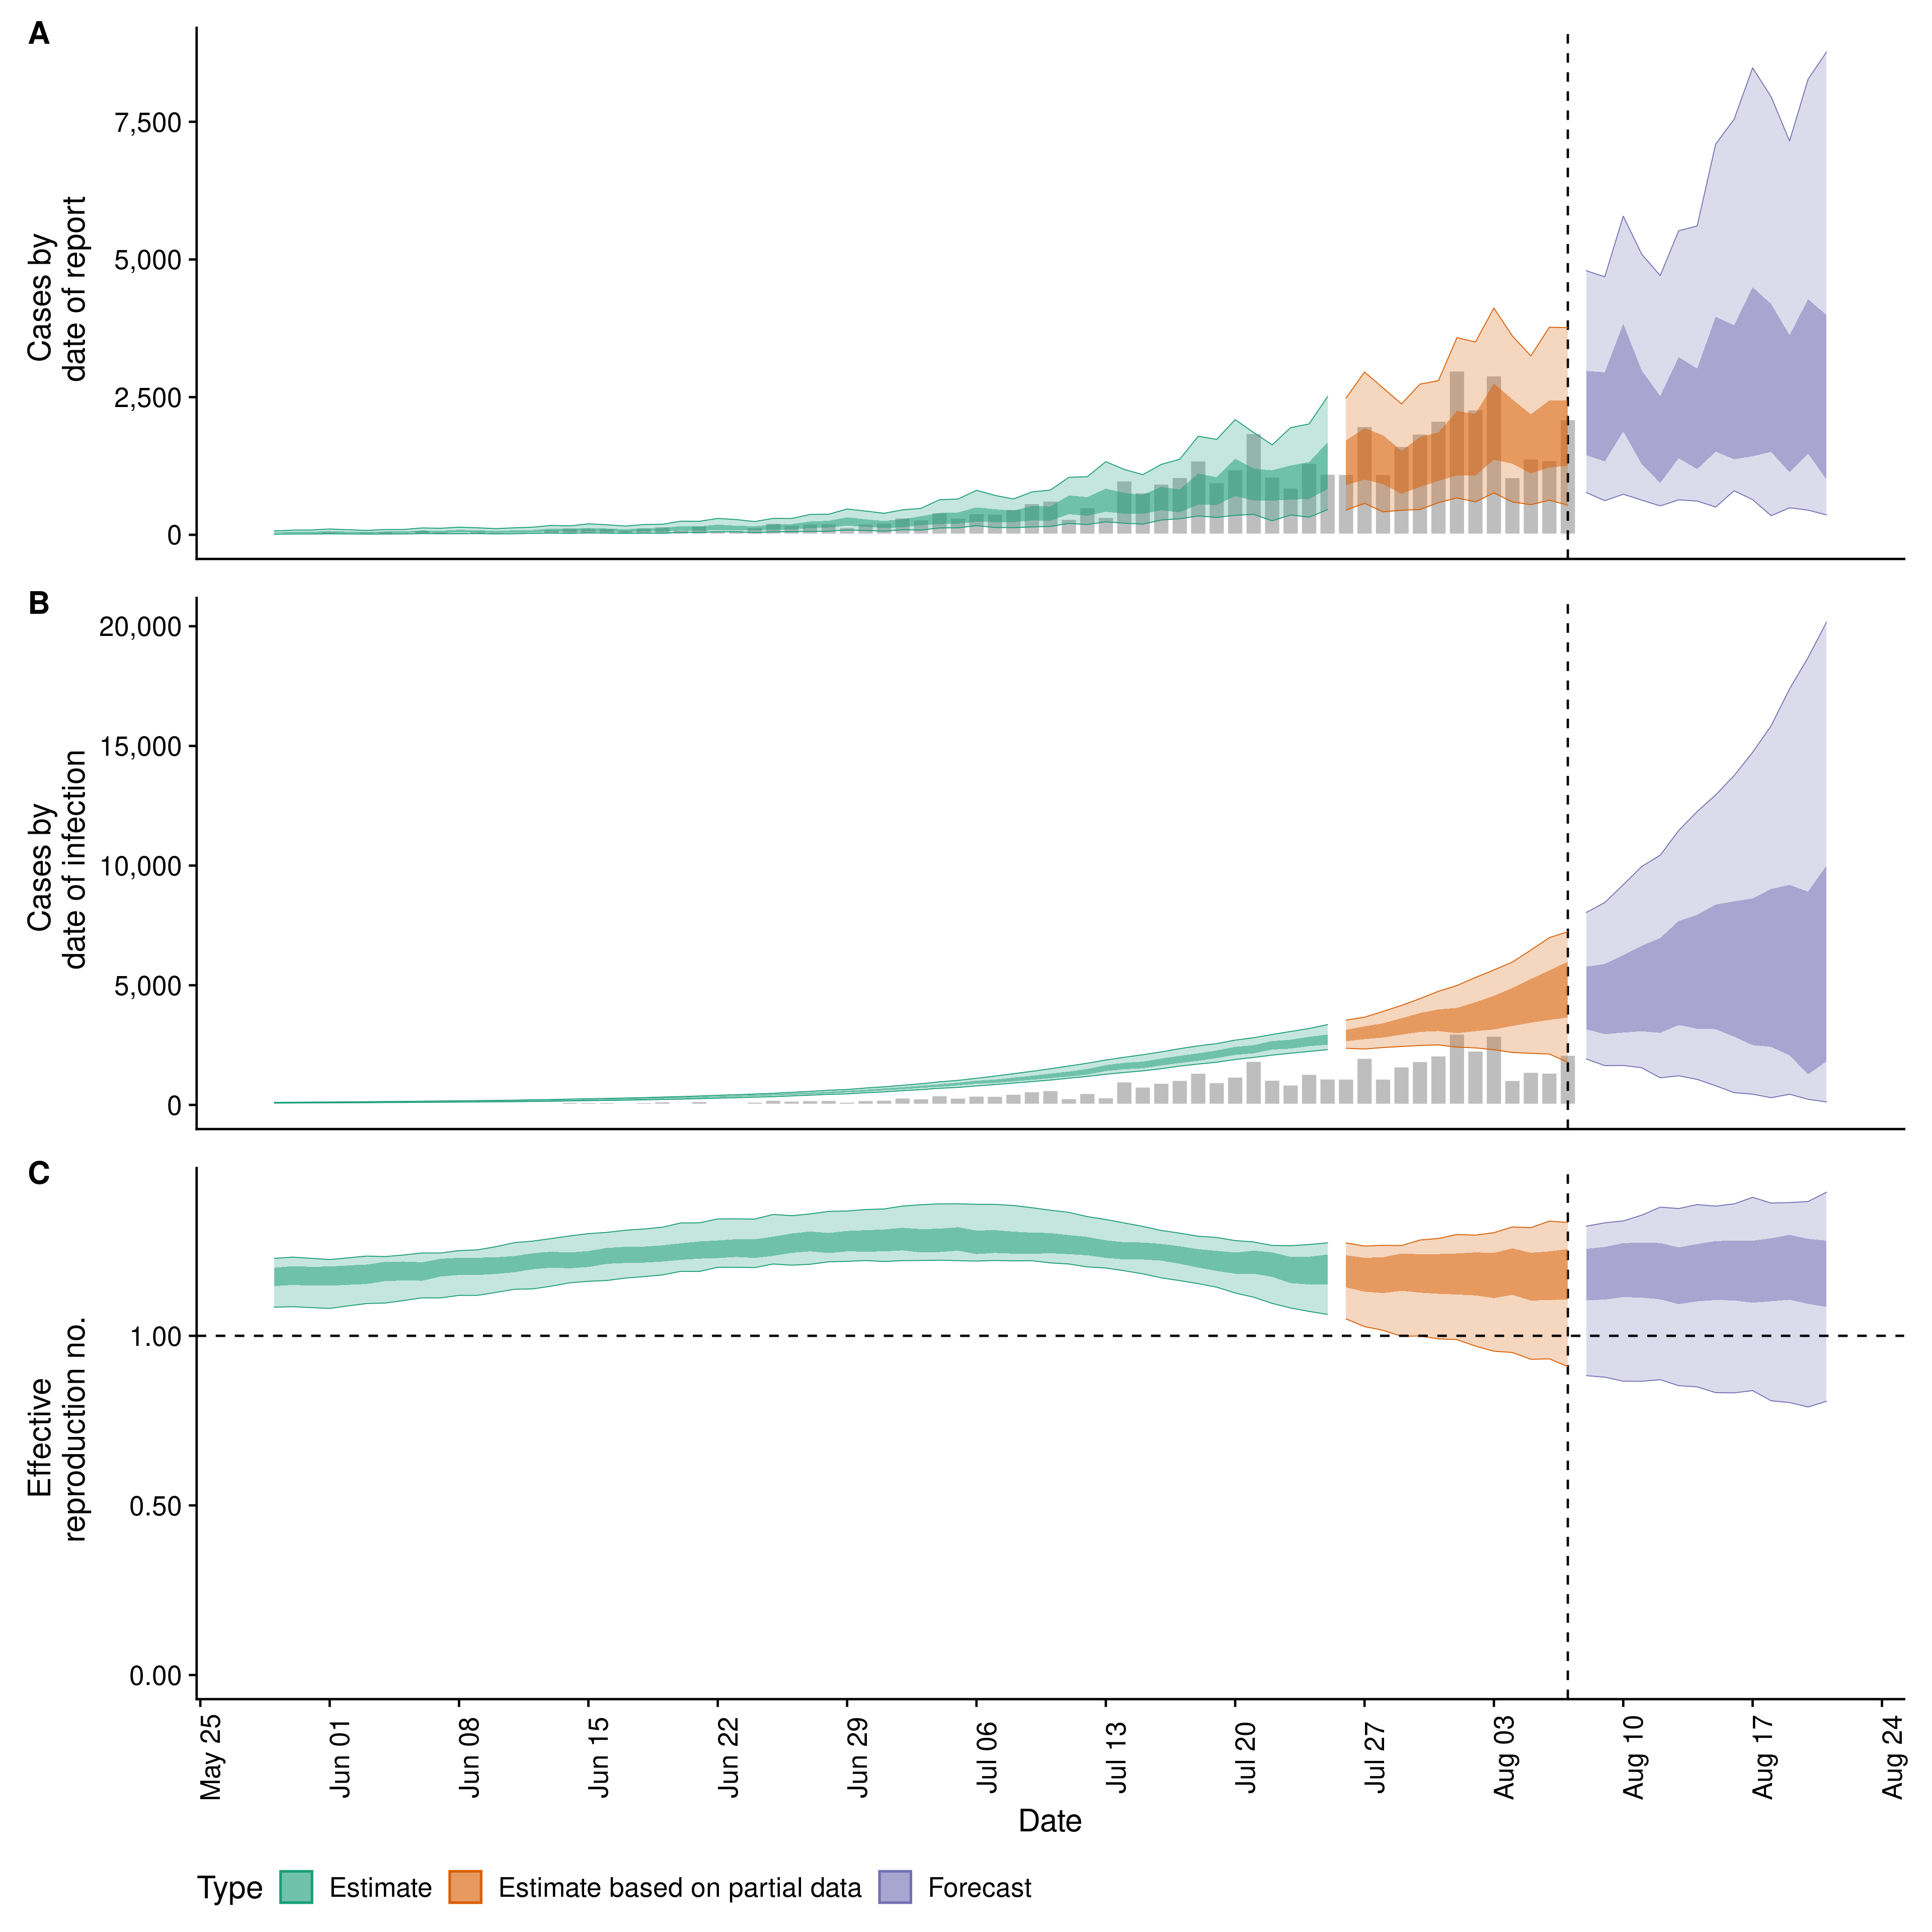 A
Cases by
date of report
7,500
5,000
2,500
0
B
Cases by
date of infection
20,000
15,000
10,000
5,000
0
C
Effective
reproduction no.
1.00
0.50
0.00
May 25
Jun 01
Jun 08
Jun 15
Jun 22
Jun 29
Jul 06
Jul 13
Jul 20
Jul 27
Aug 03
Aug 10
Aug 17
Aug 24
Date
Type Estimate Estimate based on partial data Forecast